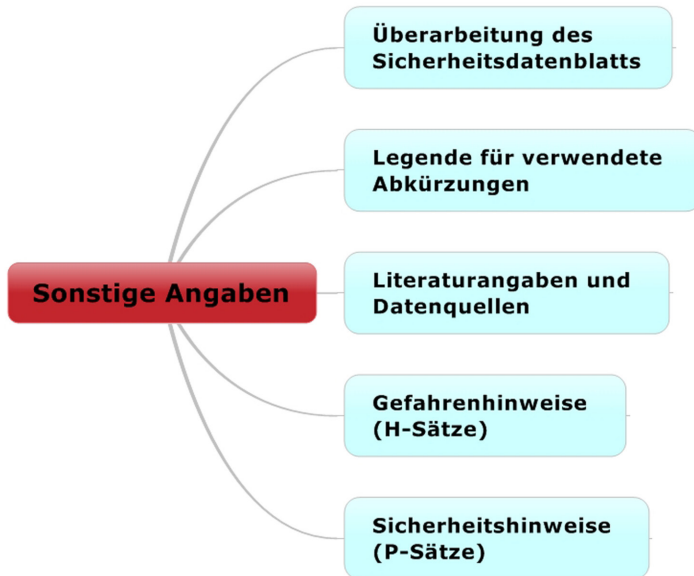 Überarbeitung des
Sicherheitsdatenblatts
Legende für verwendete
Abkürzungen
Sonstige Angaben
Literaturangaben und
Datenquellen
Gefahrenhinweise
(H-Sätze)
Sicherheitshinweise
(P-Sätze)